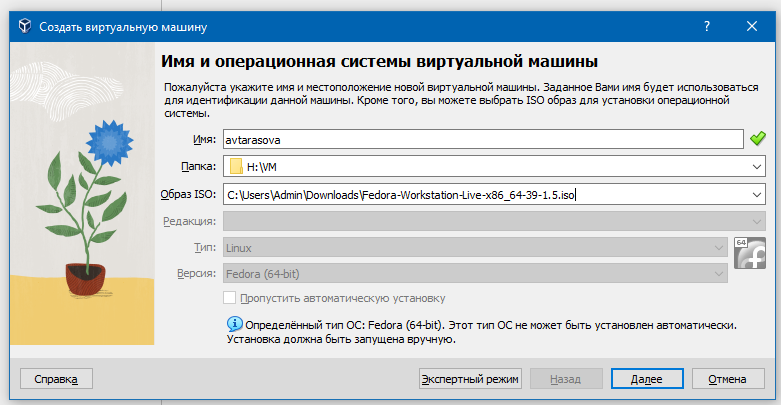 Создать виртуальную машину
Имя и операционная системы виртуальной машины
Пожалуйста укажите имя и местоположение новой виртуальной машины. Заданное Вами имя будет использоваться
для идентификации данной машины. Кроме того, вы можете выбрать ISO образ для установки операционной
системы.
Имя: avtarasova
Папка: H:\VM
Образ ISO: C:\Users\Admin\Downloads\Fedora-Workstation-Live-x86_64-39-1.5.iso
Редакция:
Тип: Linux
64
Версия: Fedora (64-bit)
Пропустить автоматическую установку
Определённый тип ОС: Fedora (64-bit). Этот тип ОС не может быть установлен автоматически.
Установка должна быть запущена вручную.
Справка Экспертный режим Назад Далее Отмена